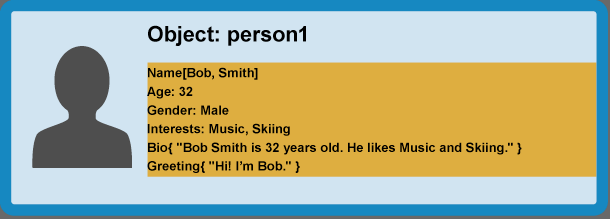 Object: person1
Name[Bob, Smith]
Age: 32
Gender: Male
Interests: Music, Skiing
Bio{ "Bob Smith is 32 years old. He likes Music and Skiing." }
Greeting{ "Hi! I’m Bob." }